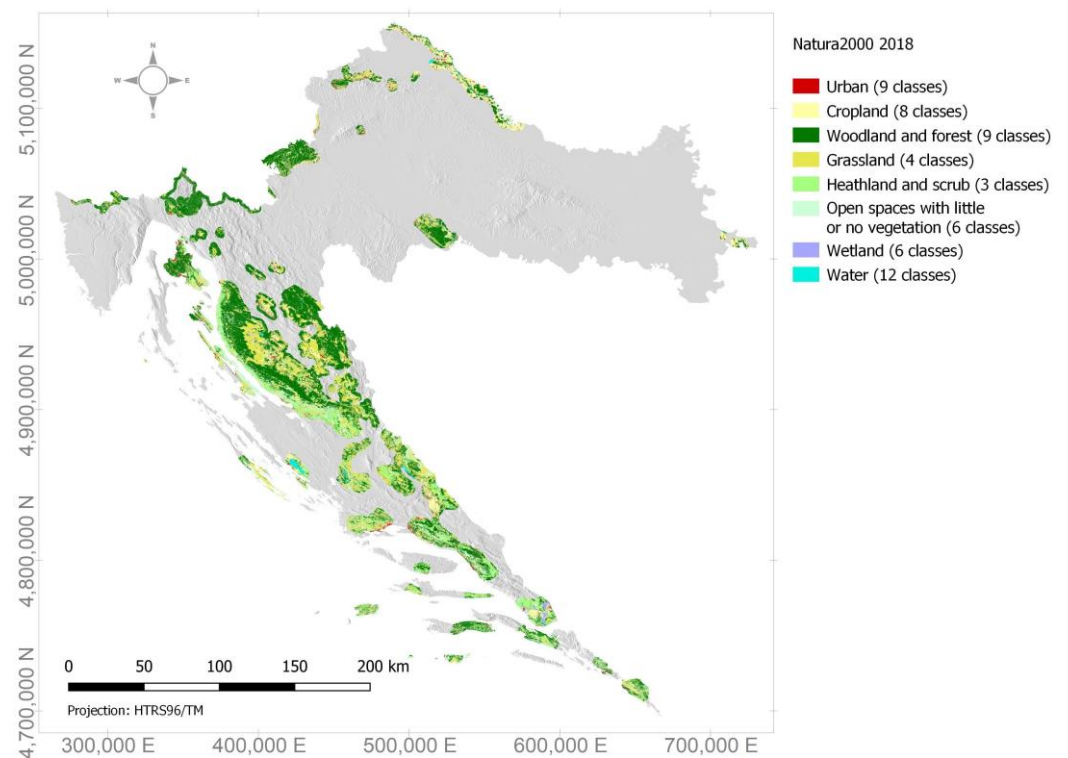 N
W E
S
Natura2000 2018
Urban (9 classes)
Cropland (8 classes)
Woodland and forest (9 classes)
Grassland (4 classes)
Heathland and scrub (3 classes)
Open spaces with little
or no vegetation (6 classes)
Wetland (6 classes)
Water (12 classes)
5,100,000 N
5,000,000 N
4,900,000 N
4,800,000 N
4,700,000 N
0 50 100 150 200 km
Projection: HTRS96/TM
300,000 E 400,000 E 500,000 E 600,000 E 700,000 E